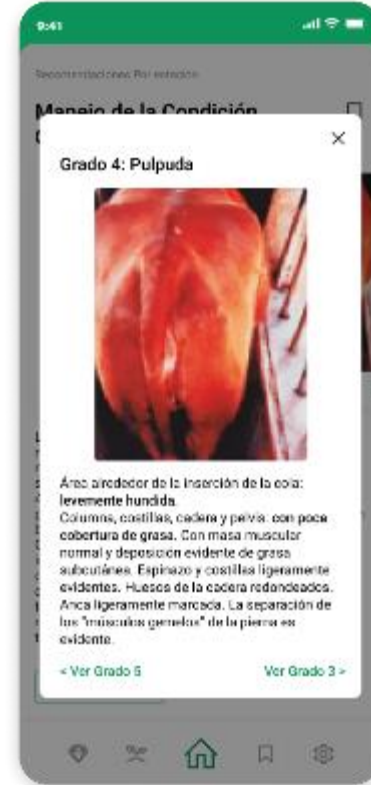 9:41
Recomendaciones Por estación
Manejo de la Condición
Grado 4: Pulpuda
Área alrededor de la inserción de la cola:
levemente hundida.
Columna, costillas, cadera y pelvis: con poca
cobertura de grasa. Con masa muscular
normal y deposición evidente de grasa
subcutánea. Espinazo y costillas ligeramente
evidentes. Huesos de la cadera redondeados.
Anca ligeramente marcada. La separación de
los "músculos gemelos" de la pierna es
evidente.
< Ver Grado 5
Ver Grado 3 >